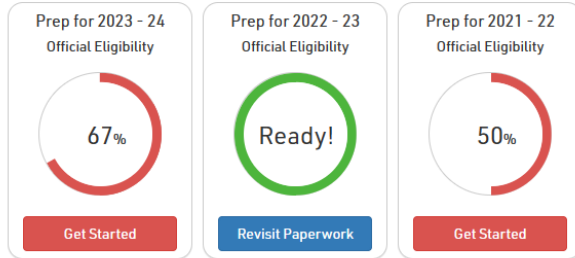 Prep for 2023 - 24
Official Eligibility
67%
Get Started
Prep for 2022 - 23
Official Eligibility
Ready!
Revisit Paperwork
Prep for 2021 - 22
Official Eligibility
50%
Get Started